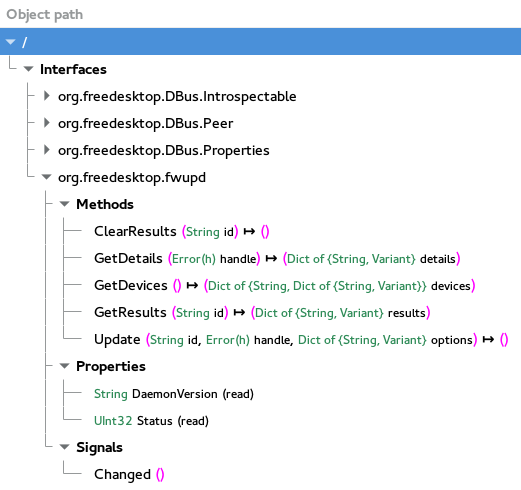 Object path
/
Interfaces
org.freedesktop.DBus.Introspectable
org.freedesktop.DBus.Peer
org.freedesktop.DBus.Properties
org.freedesktop.fwupd
Methods
ClearResults (String id) ↦ ()
GetDetails (Error(h) handle) ↦ (Dict of {String, Variant} details)
GetDevices () ↦ (Dict of {String, Dict of {String, Variant}} devices)
GetResults (String id) ↦ (Dict of {String, Variant} results)
Update (String id, Error(h) handle, Dict of {String, Variant} options) ↦ ()
Properties
String DaemonVersion (read)
UInt32 Status (read)
Signals
Changed ()